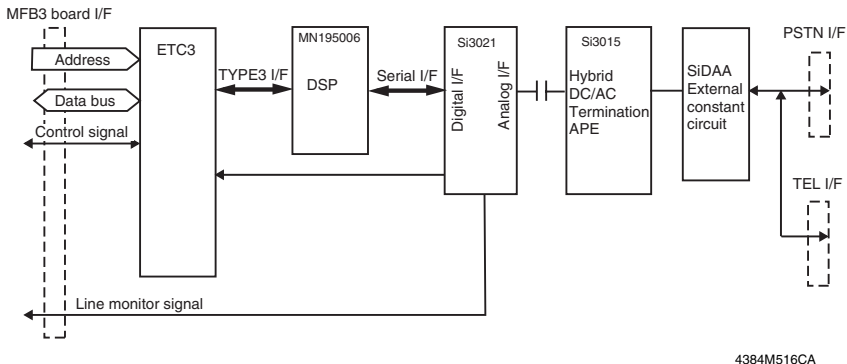 MFB3 board I/F
Address
Data bus
Control signal
ETC3
TYPE3 I/F
MN195006
DSP
Serial I/F
Si3021
Digital I/F
Analog I/F
Si3015
Hybrid
DC/AC
Termination
APE
SiDAA
External
constant
circuit
PSTN I/F
TEL I/F
Line monitor signal
4384M516CA